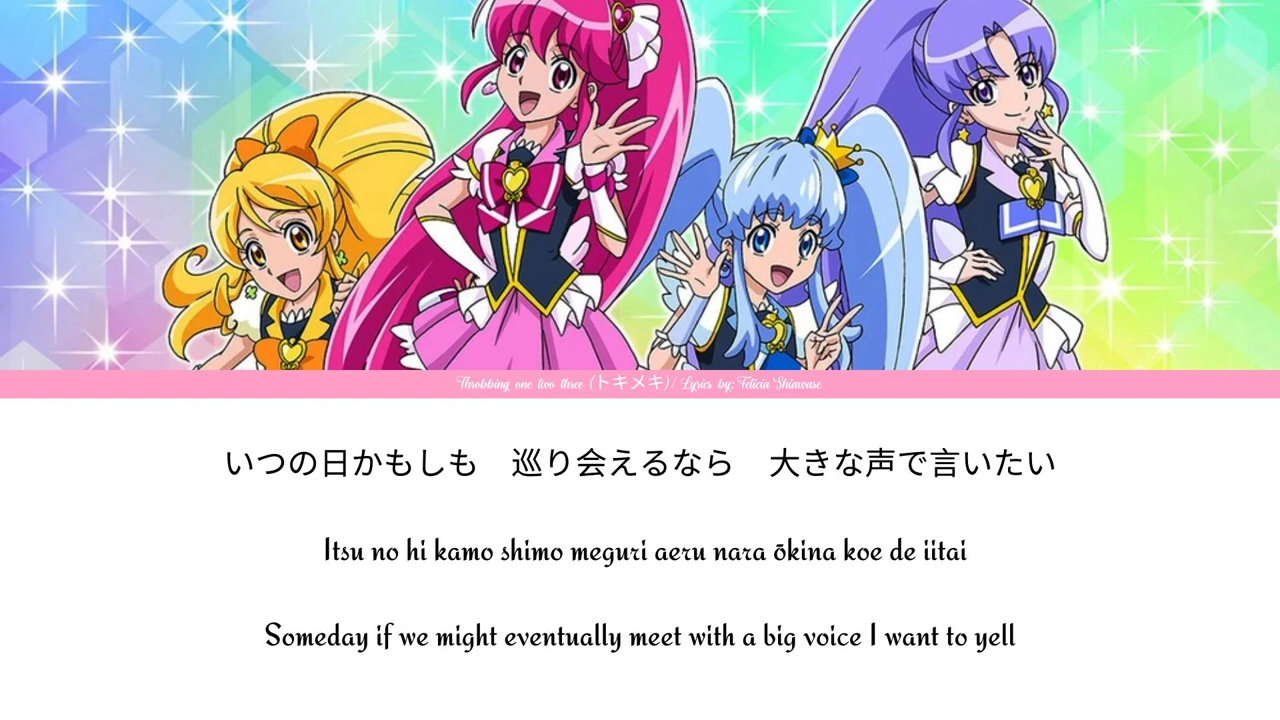 Throbbing one two three (トキメキ)/ Lyrics by: Felicia Shiawase
いつの日かもしも　巡り会えるなら　大きな声で言いたい
Itsu no hi kamo shimo meguri aeru nara ōkina koe de iitai
Someday if we might eventually meet with a big voice I want to yell